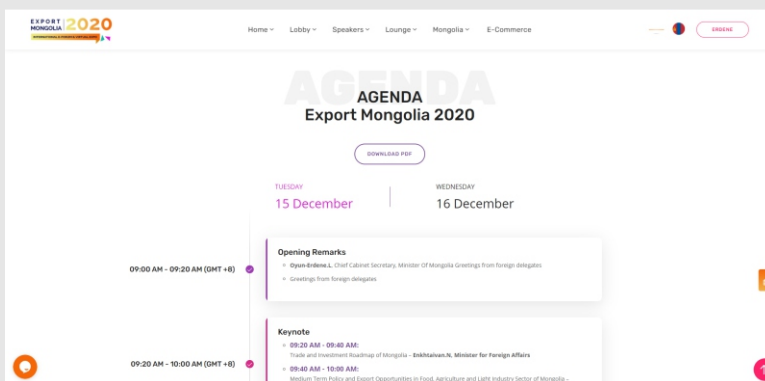 EXPORT
MONGOLIA 2020
INTERNATIONAL E-COMMERCE VIRTUAL EXPO
Home Lobby Speakers Lounge Mongolia E-Commerce
ERDENE
AGENDA
AGENDA
Export Mongolia 2020
DOWNLOAD PDF
TUESDAY
15 December
WEDNESDAY
16 December
09:00 AM - 09:20 AM (GMT +8)
Opening Remarks
Oyun-Erdene.L, Chief Cabinet Secretary, Minister Of Mongolia Greetings from foreign delegates
Greetings from foreign delegates
09:20 AM - 10:00 AM (GMT +8)
Keynote
09:20 AM - 09:40 AM:
Trade and Investment Roadmap of Mongolia – Enkhtaivan.N, Minister for Foreign Affairs
09:40 AM - 10:00 AM:
Medium Term Policy and Export Opportunities in Food, Agriculture and Light Industry Sector of Mongolia –